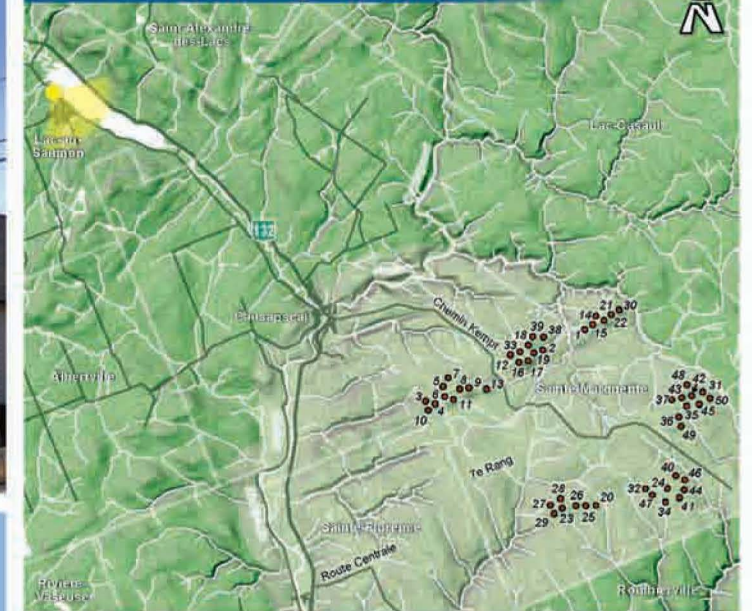 N
Saint-Alexandre
des-Lacs
Lac-au-
Saumon
Lac-Casault
132
Causapscal
Chemin Kempt
Albertville
Sainte-Marguerite
7e Rang
Sainte-Florence
Route Centrale
Rivière-
Vaseuse
Routhierville
21 30
14
22
1 15
39 38
18
33 2
12 19
16 17
7
5 8 9 13
3 6 11
4
10
48 42
43 31
37 50
45
36 35
49
40 46
32 24 44
47 41
34
28 26 20
27
23 25
29